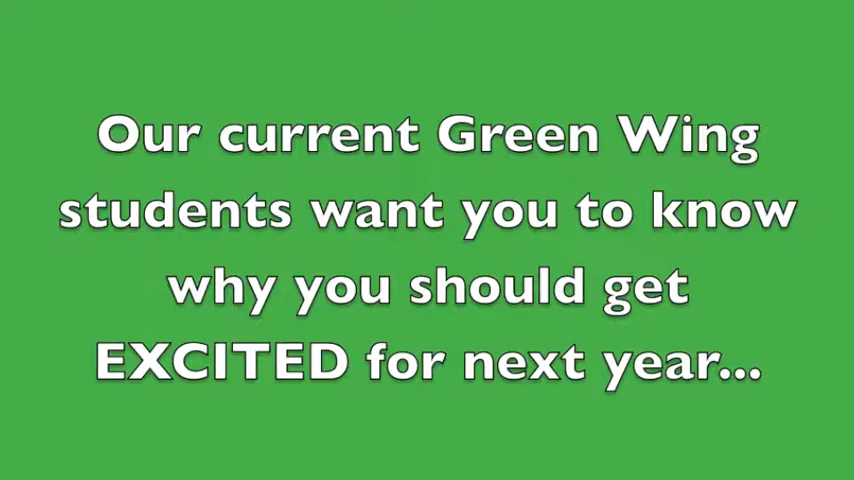 Our current Green Wing
students want you to know
why you should get
EXCITED for next year...